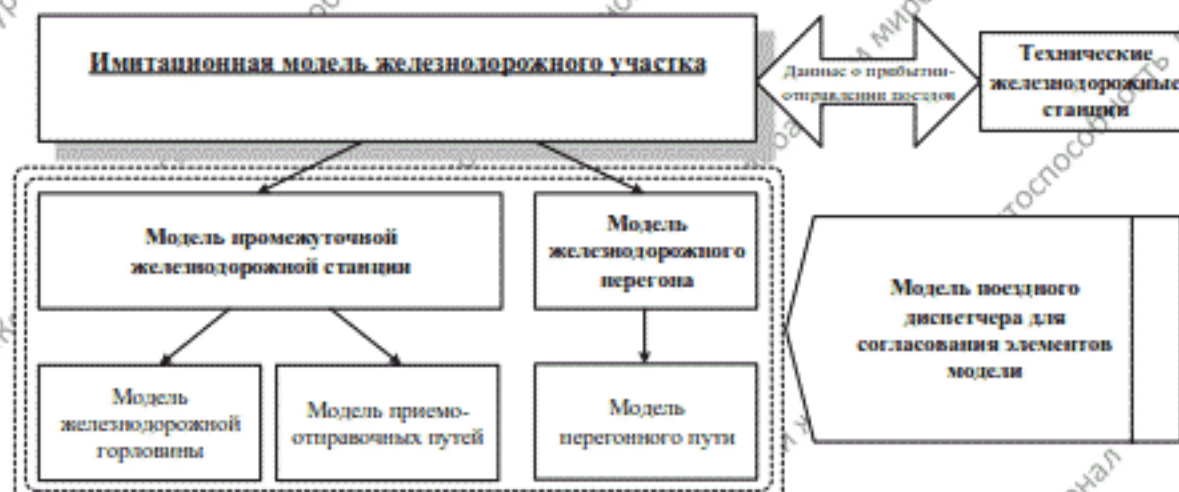 Имитационная модель железнодорожного участка
Данные о прибытии-
отправлении поездов
Технические
железнодорожные
станции
Модель промежуточной
железнодорожной станции
Модель
железнодорожного
перегона
Модель поездного
диспетчера для
согласования элементов
модели
Модель
железнодорожной
горловины
Модель приемо-
отправочных путей
Модель
перегонного пути